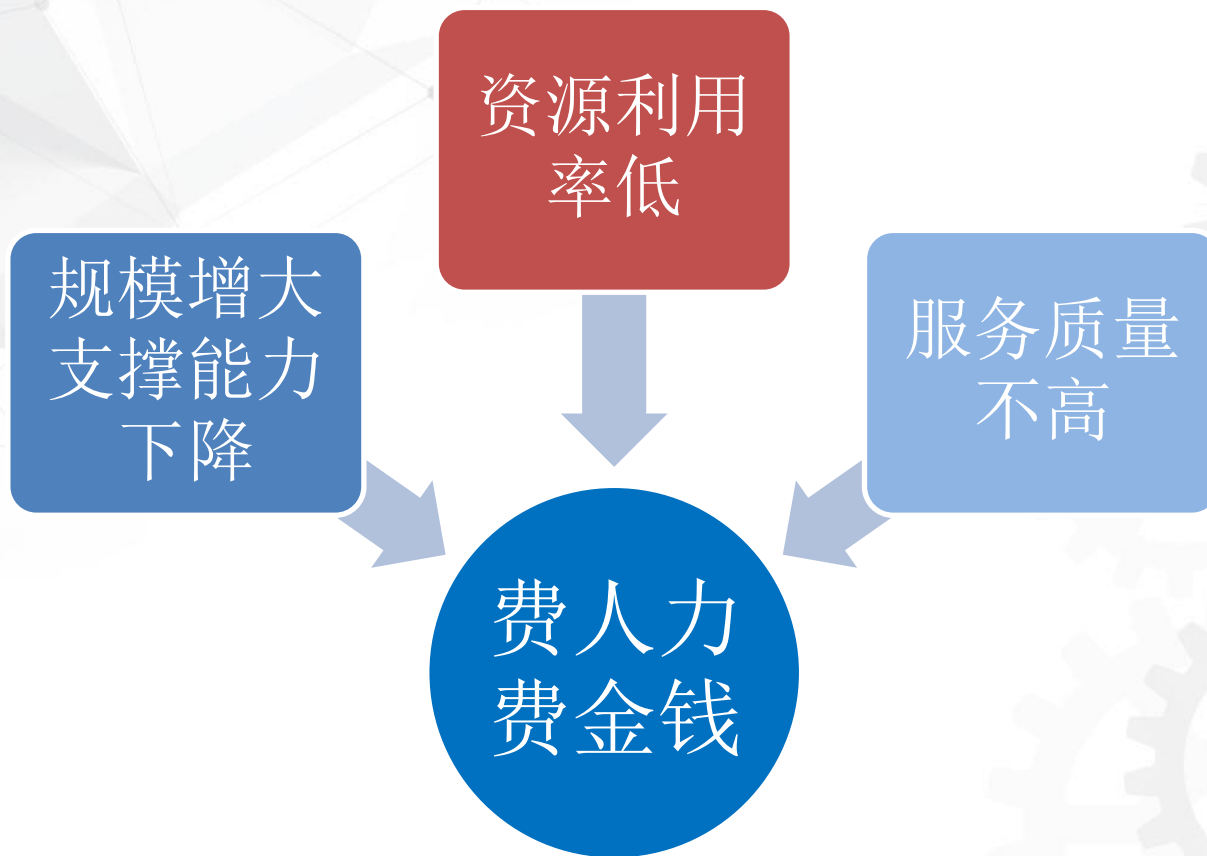 资源利用
率低
规模增大
支撑能力
下降
服务质量
不高
费人力
费金钱